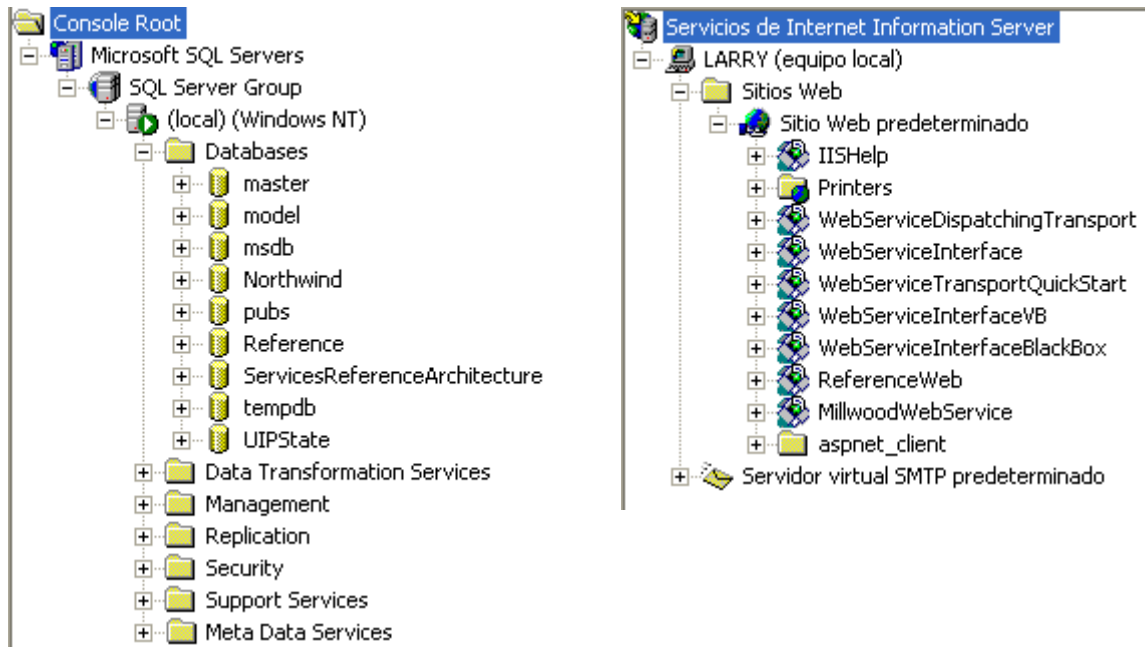 Console Root
Microsoft SQL Servers
SQL Server Group
(local) (Windows NT)
Databases
master
model
msdb
Northwind
pubs
Reference
ServicesReferenceArchitecture
tempdb
UIPState
Data Transformation Services
Management
Replication
Security
Support Services
Meta Data Services
Servicios de Internet Information Server
LARRY (equipo local)
Sitios Web
Sitio Web predeterminado
IISHelp
Printers
WebServiceDispatchingTransport
WebServiceInterface
WebServiceTransportQuickStart
WebServiceInterfaceVB
WebServiceInterfaceBlackBox
ReferenceWeb
MillwoodWebService
aspnet_client
Servidor virtual SMTP predeterminado